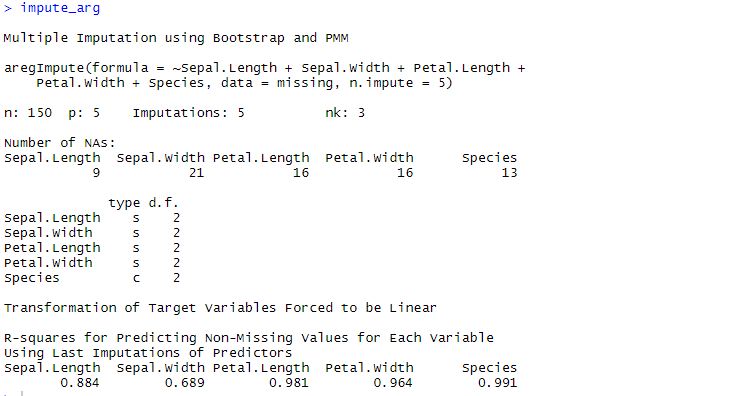 > impute_arg
Multiple Imputation using Bootstrap and PMM
aregImpute(formula = ~Sepal.Length + Sepal.Width + Petal.Length +
Petal.Width + Species, data = missing, n.impute = 5)
n: 150 p: 5 Imputations: 5 nk: 3
Number of NAs:
Sepal.Length Sepal.Width Petal.Length Petal.Width Species
9 21 16 16 13
type d.f.
Sepal.Length s 2
Sepal.Width s 2
Petal.Length s 2
Petal.Width s 2
Species c 2
Transformation of Target Variables Forced to be Linear
R-squares for Predicting Non-Missing Values for Each Variable
Using Last Imputations of Predictors
Sepal.Length Sepal.Width Petal.Length Petal.Width Species
0.884 0.689 0.981 0.964 0.991